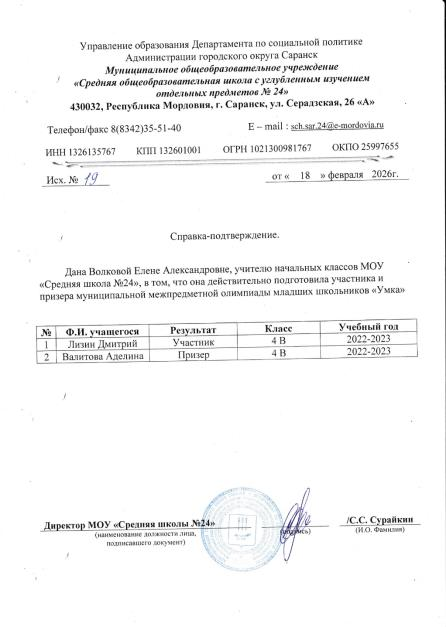 Управление образования Департамента по социальной политике
Администрации городского округа Саранск
Муниципальное общеобразовательное учреждение
«Средняя общеобразовательная школа с углубленным изучением
отдельных предметов № 24»
430032, Республика Мордовия, г. Саранск, ул. Серадзская, 26 «А»
Телефон/факс 8(8342)35-51-40 E – mail : sch.sar.24@e-mordovia.ru
ИНН 1326135767 КПП 132601001 ОГРН 1021300981767 ОКПО 25997655
Исх. № 19 от « 18 » февраля 2026г.
Справка-подтверждение.
Дана Волковой Елене Александровне, учителю начальных классов МОУ
«Средняя школа №24», в том, что она действительно подготовила участника и
призера муниципальной межпредметной олимпиады младших школьников «Умка»
№ Ф.И. учащегося Результат Класс Учебный год
1 Лизин Дмитрий Участник 4 В 2022-2023
2 Валитова Аделина Призер 4 В 2022-2023
Директор МОУ «Средняя школы №24» /С.С. Сурайкин
(наименование должности лица, (подпись) (И.О. Фамилия)
подписавшего документ)